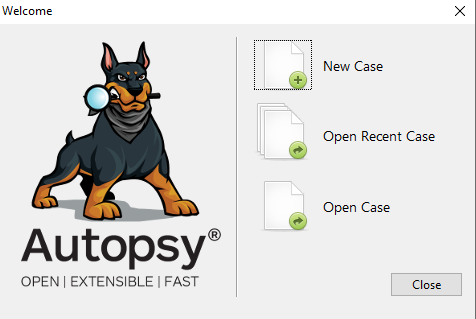 Welcome
New Case
Open Recent Case
Open Case
Autopsy®
OPEN | EXTENSIBLE | FAST
Close